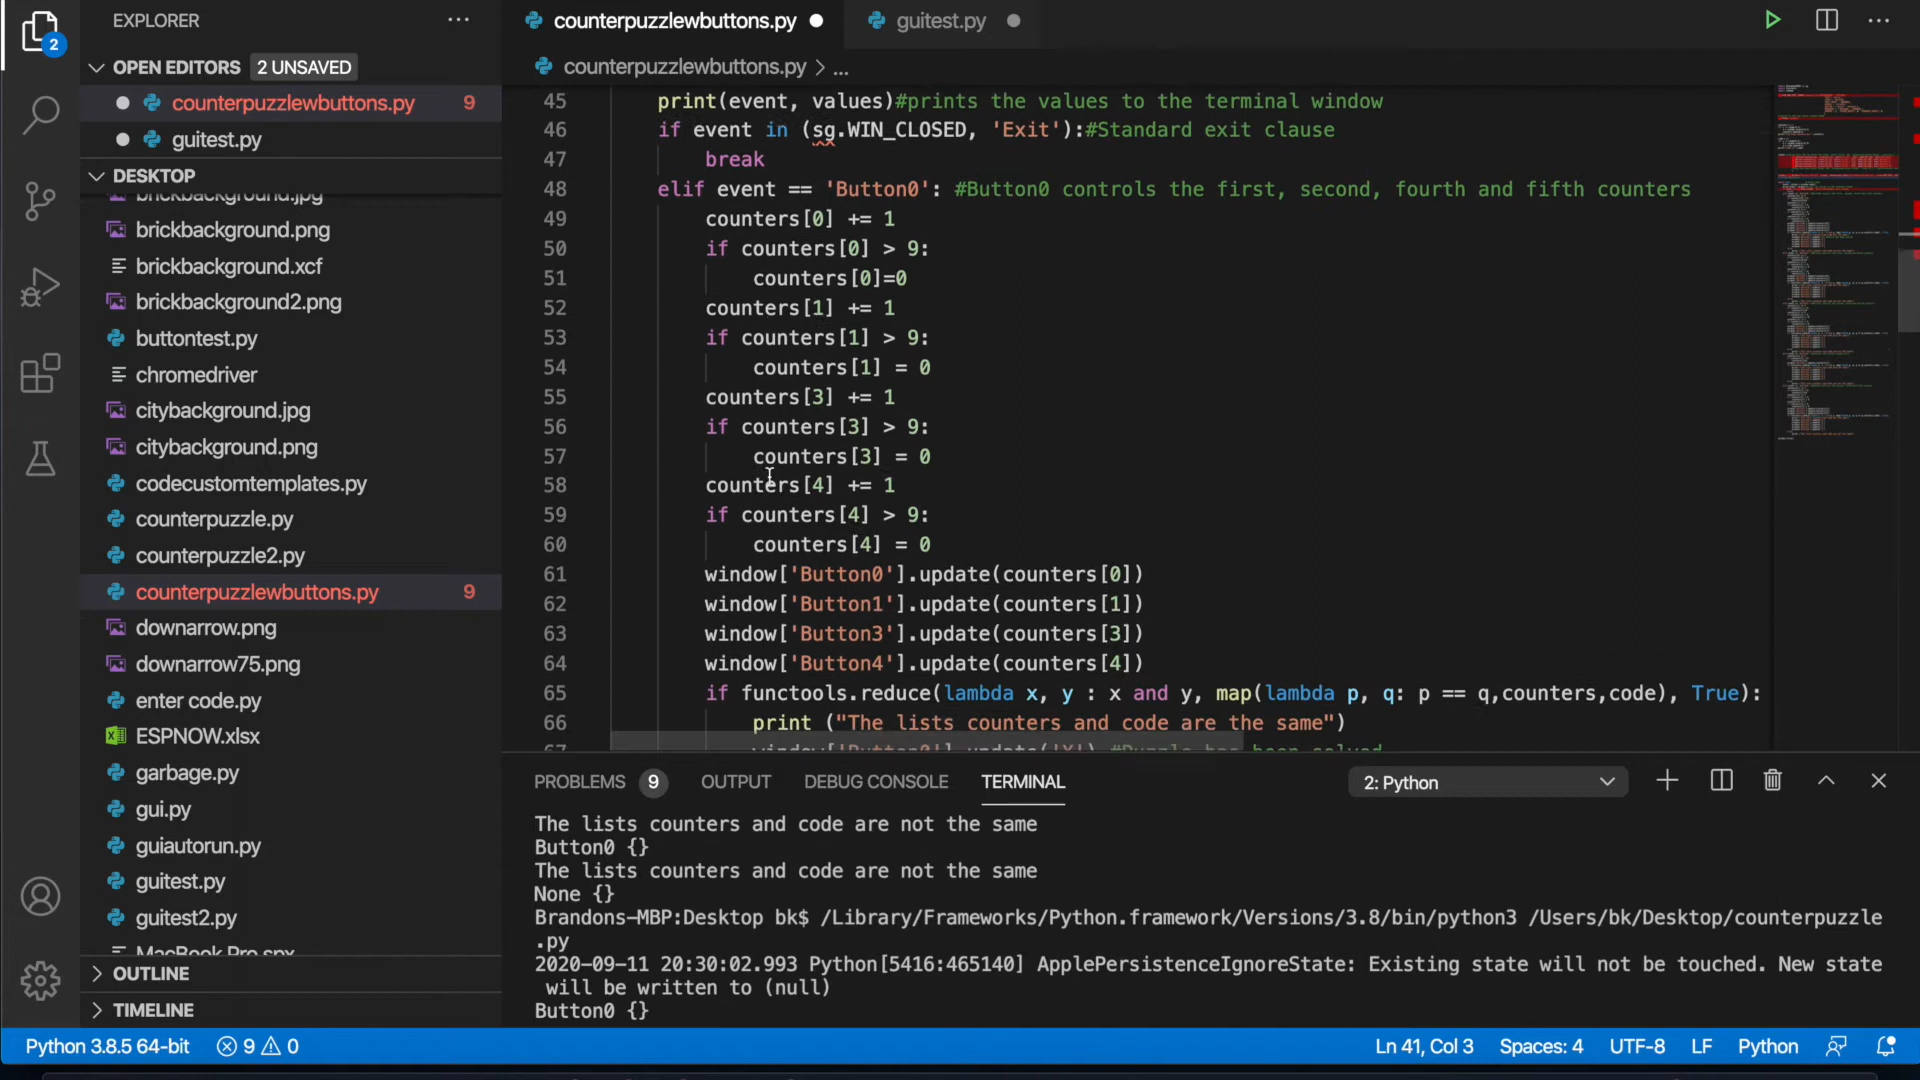 EXPLORER
counterpuzzlewbuttons.py
guitest.py
2
OPEN EDITORS 2 UNSAVED
counterpuzzlewbuttons.py > ...
counterpuzzlewbuttons.py 9
guitest.py
DESKTOP
brickbackground.jpg
brickbackground.png
brickbackground.xcf
brickbackground2.png
buttontest.py
chromedriver
citybackground.jpg
citybackground.png
codecustomtemplates.py
counterpuzzle.py
counterpuzzle2.py
counterpuzzlewbuttons.py 9
downarrow.png
downarrow75.png
enter code.py
ESPNOW.xlsx
garbage.py
gui.py
guiautorun.py
guitest.py
guitest2.py
MacBook Pro.spx
OUTLINE
TIMELINE
45 print(event, values)#prints the values to the terminal window
46 if event in (sg.WIN_CLOSED, 'Exit'):#Standard exit clause
47 break
48 elif event == 'Button0': #Button0 controls the first, second, fourth and fifth counters
49 counters[0] += 1
50 if counters[0] > 9:
51 counters[0]=0
52 counters[1] += 1
53 if counters[1] > 9:
54 counters[1] = 0
55 counters[3] += 1
56 if counters[3] > 9:
57 counters[3] = 0
58 counters[4] += 1
59 if counters[4] > 9:
60 counters[4] = 0
61 window['Button0'].update(counters[0])
62 window['Button1'].update(counters[1])
63 window['Button3'].update(counters[3])
64 window['Button4'].update(counters[4])
65 if functools.reduce(lambda x, y : x and y, map(lambda p, q: p == q,counters,code), True):
66 print ("The lists counters and code are the same")
67 window['Button0'].update('X') #Puzzle has been solved
PROBLEMS 9 OUTPUT DEBUG CONSOLE TERMINAL 2: Python
The lists counters and code are not the same
Button0 {}
The lists counters and code are not the same
None {}
Brandons-MBP:Desktop bk$ /Library/Frameworks/Python.framework/Versions/3.8/bin/python3 /Users/bk/Desktop/counterpuzzle
.py
2020-09-11 20:30:02.993 Python[5416:465140] ApplePersistenceIgnoreState: Existing state will not be touched. New state
will be written to (null)
Button0 {}
Python 3.8.5 64-bit 9 0 Ln 41, Col 3 Spaces: 4 UTF-8 LF Python